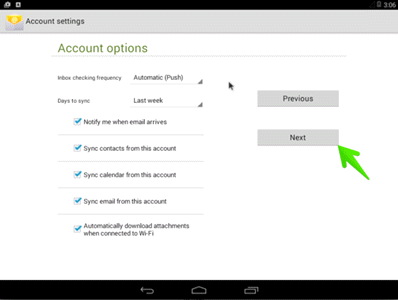 3:06
Account settings
Account options
Inbox checking frequency Automatic (Push)
Days to sync Last week
Previous
Notify me when email arrives
Next
Sync contacts from this account
Sync calendar from this account
Sync email from this account
Automatically download attachments
when connected to Wi-Fi